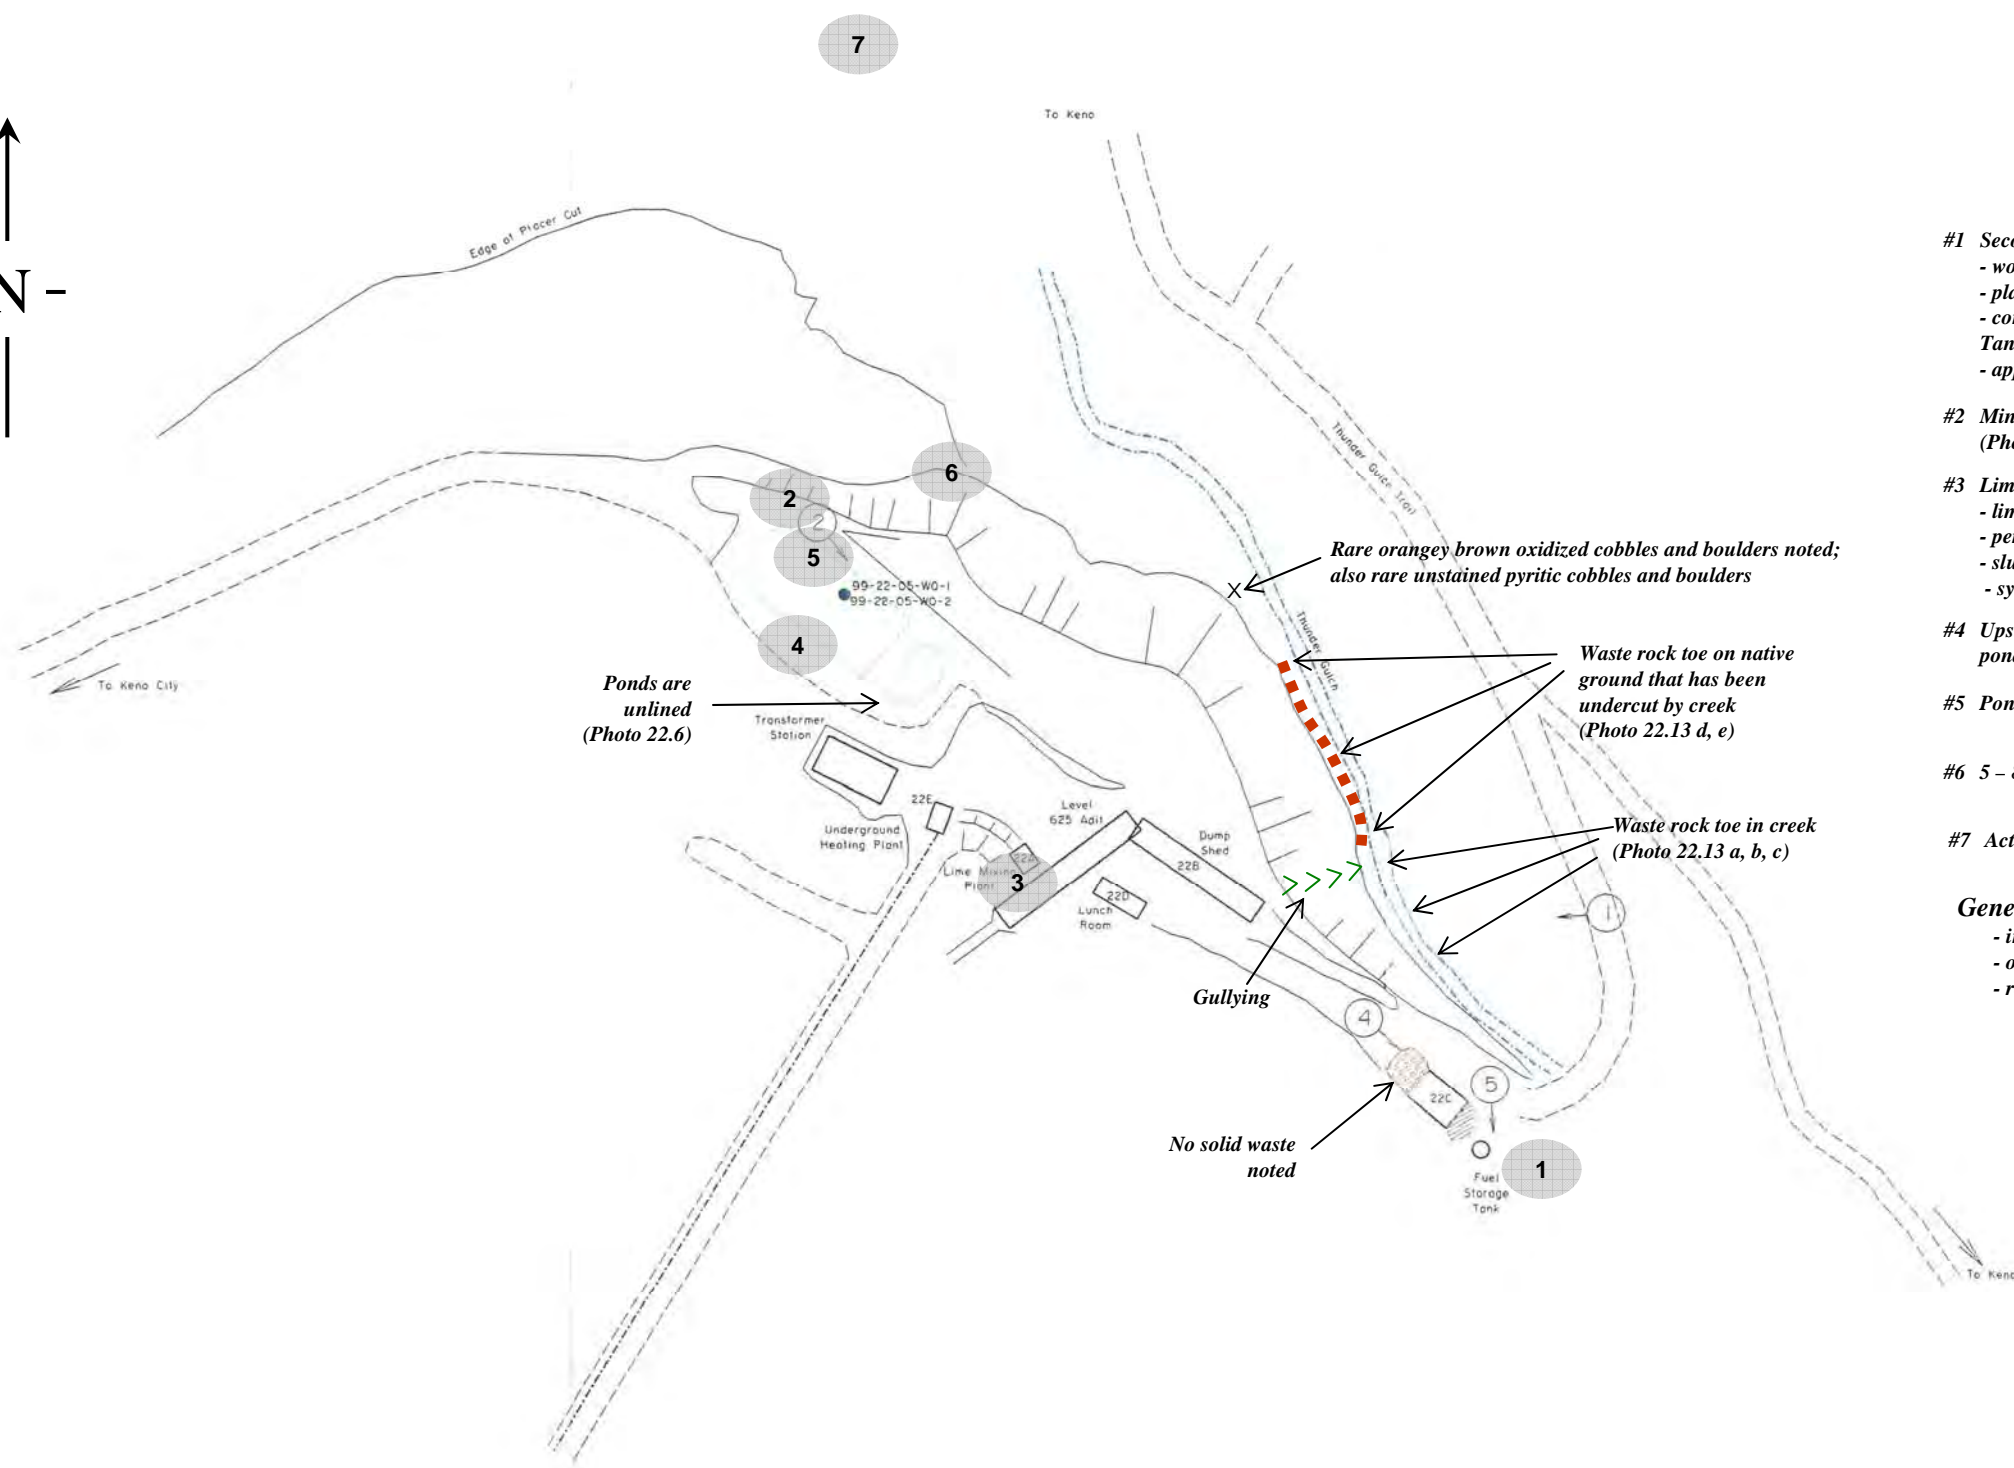 7
To Keno
Edge of Placer Cut
N -
Thunder Gulch Trail
6
2
2
5
99-22-05-WQ-1
99-22-05-WQ-2
4
To Keno City
Ponds are
unlined
(Photo 22.6)
Transformer
Station
22E
Underground
Heating Plant
Level
625 Adit
22A
Lime Mixing
Plant
3
Dump
Shed
22B
22D
Lunch
Room
Rare orangey brown oxidized cobbles and boulders noted;
also rare unstained pyritic cobbles and boulders
X
Thunder Gulch
Waste rock toe on native
ground that has been
undercut by creek
(Photo 22.13 d, e)
Waste rock toe in creek
(Photo 22.13 a, b, c)
1
Gullying
4
5
22C
No solid waste
noted
1
Fuel
Storage
Tank
To Keno
#1
#2
(Pho
#3
#4
#5
#6 5 –
#7